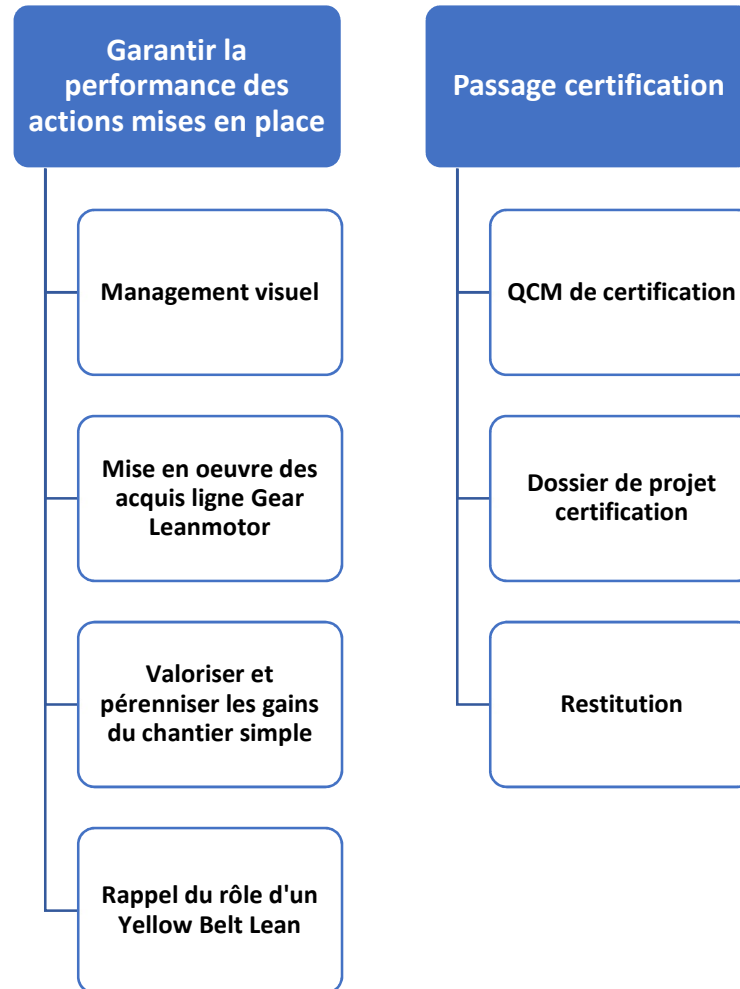 Garantir la
performance des
actions mises en place
Management visuel
Mise en oeuvre des
acquis ligne Gear
Leanmotor
Valoriser et
pérenniser les gains
du chantier simple
Rappel du rôle d'un
Yellow Belt Lean
Passage certification
QCM de certification
Dossier de projet
certification
Restitution